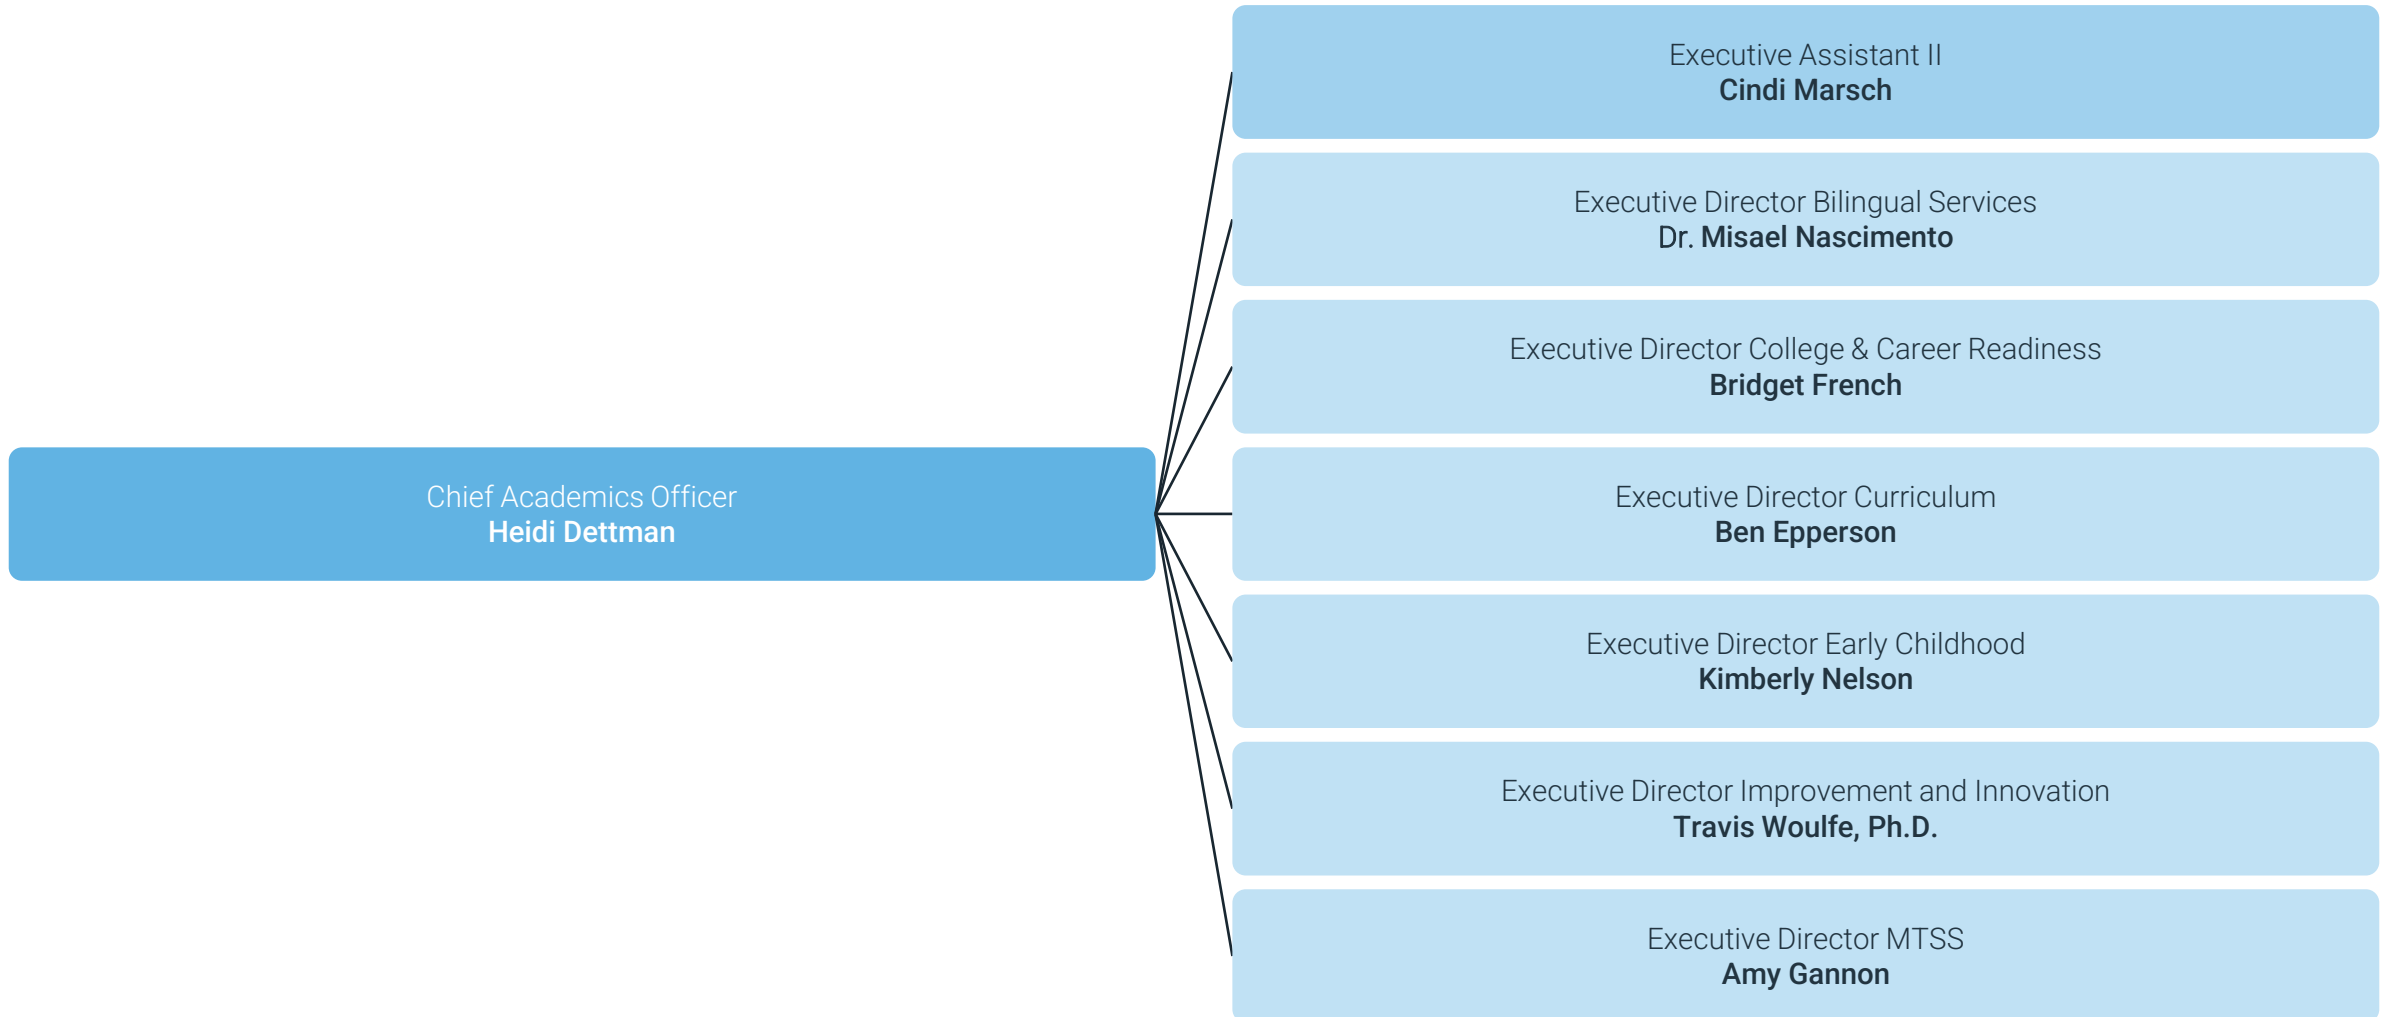 Executive Assistant II
Cindi Marsch
Executive Director Bilingual Services
Dr. Misael Nascimento
Executive Director College & Career Readiness
Bridget French
Chief Academics Officer
Heidi Dettman
Executive Director Curriculum
Ben Epperson
Executive Director Early Childhood
Kimberly Nelson
Executive Director Improvement and Innovation
Travis Woulfe, Ph.D.
Executive Director MTSS
Amy Gannon